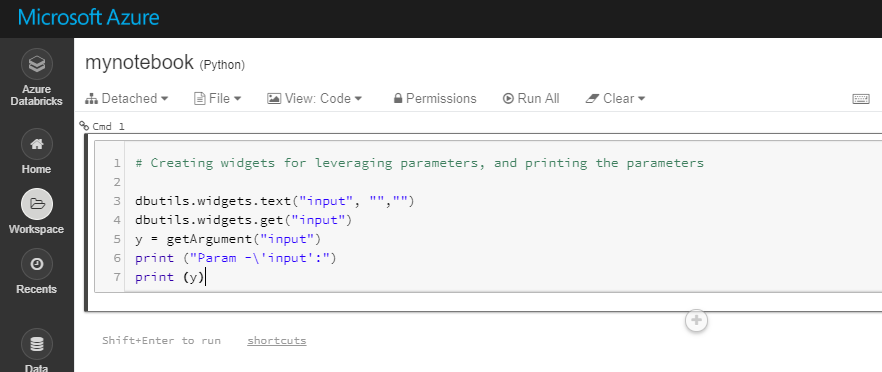 Microsoft Azure
Azure
Databricks
Home
Workspace
Recents
Data
mynotebook (Python)
Detached File View: Code Permissions Run All Clear
Cmd 1
1 # Creating widgets for leveraging parameters, and printing the parameters
2
3 dbutils.widgets.text("input", "","")
4 dbutils.widgets.get("input")
5 y = getArgument("input")
6 print ("Param -\'input':")
7 print (y)
Shift+Enter to run shortcuts